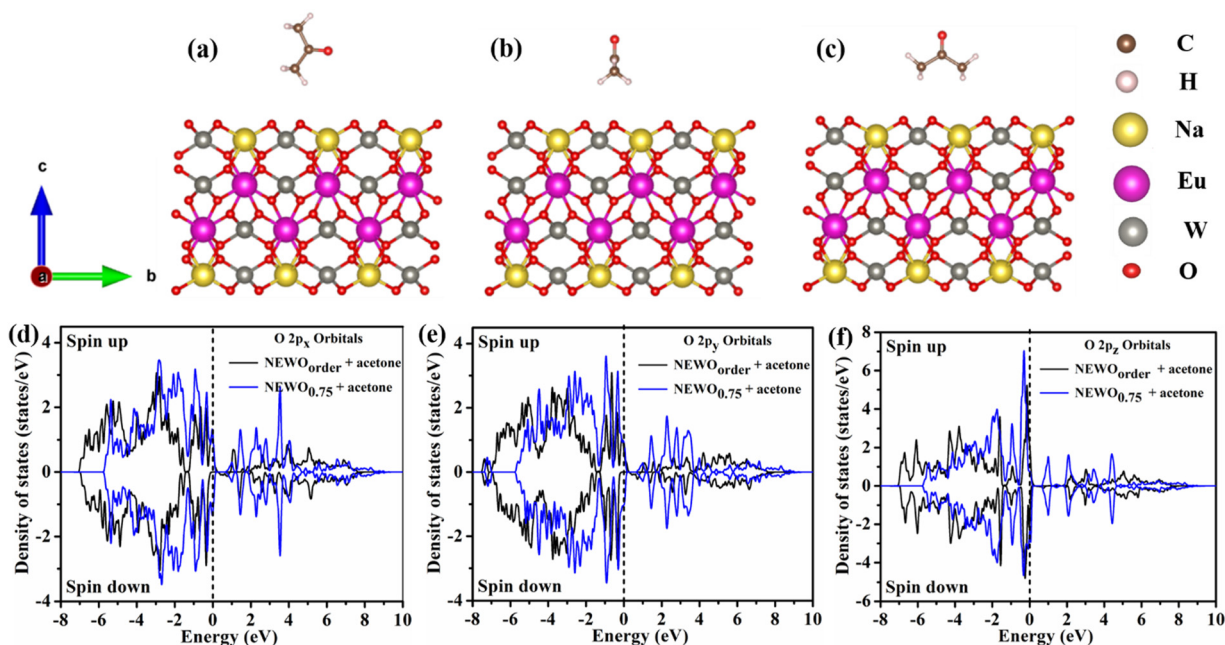 (a)
(b)
(c)
C
H
Na
Eu
W
O
c
a
b
(d)
Spin up
O 2px Orbitals
NEWOorder + acetone
NEWO0.75 + acetone
Spin down
Density of states (states/eV)
4
2
0
-2
-4
-8 -6 -4 -2 0 2 4 6 8 10
Energy (eV)
(e)
Spin up
O 2py Orbitals
NEWOorder + acetone
NEWO0.75 + acetone
Spin down
Density of states (states/eV)
4
2
0
-2
-4
-8 -6 -4 -2 0 2 4 6 8 10
Energy (eV)
(f)
Spin up
O 2pz Orbitals
NEWOorder + acetone
NEWO0.75 + acetone
Spin down
Density of states (states/eV)
8
6
4
2
0
-2
-4
-6
-8
-8 -6 -4 -2 0 2 4 6 8 10
Energy (eV)